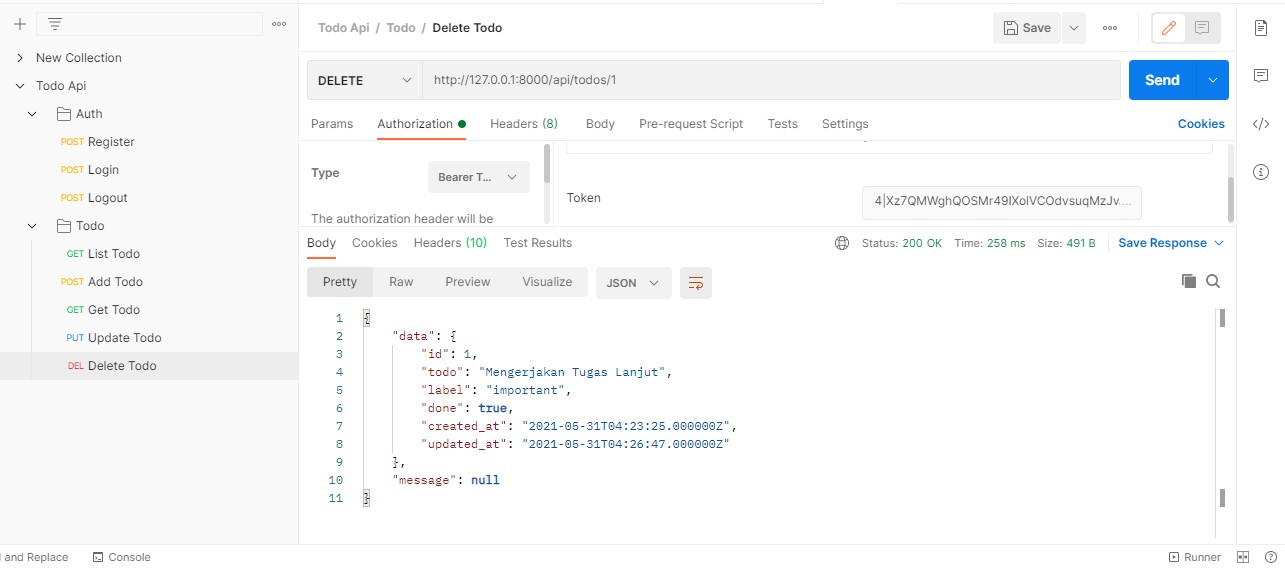 Todo Api / Todo / Delete Todo
Save
New Collection
Todo Api
Auth
POST Register
POST Login
POST Logout
Todo
GET List Todo
POST Add Todo
GET Get Todo
PUT Update Todo
DEL Delete Todo
DELETE
http://127.0.0.1:8000/api/todos/1
Send
Params Authorization Headers (8) Body Pre-request Script Tests Settings Cookies
Type
Bearer T...
The authorization header will be
Token
Body Cookies Headers (10) Test Results
Status: 200 OK Time: 258 ms Size: 491 B Save Response
Pretty Raw Preview Visualize JSON
1 {
2 "data": {
3 "id": 1,
4 "todo": "Mengerjakan Tugas Lanjut",
5 "label": "important",
6 "done": true,
7 "created_at": "2021-05-31T04:23:25.000000Z",
8 "updated_at": "2021-05-31T04:26:47.000000Z"
9 },
10 "message": null
11 }
and Replace
Console
Runner